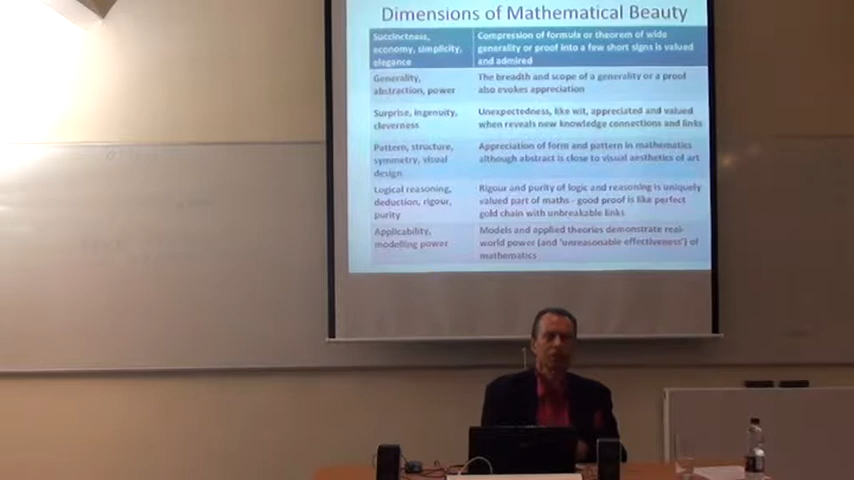 Dimensions of Mathematical Beauty
Succinctness,
economy, simplicity,
elegance
Compression of formula or theorem of wide
generality or proof into a few short signs is valued
and admired
Generality,
abstraction, power
The breadth and scope of a generality or a proof
also evokes appreciation
Surprise, ingenuity,
cleverness
Unexpectedness, like wit, appreciated and valued
when reveals new knowledge connections and links
Pattern, structure,
symmetry, visual
design
Appreciation of form and pattern in mathematics
although abstract is close to visual aesthetics of art
Logical reasoning,
deduction, rigour,
purity
Rigour and purity of logic and reasoning is uniquely
valued part of maths - good proof is like perfect
gold chain with unbreakable links
Applicability,
modelling power
Models and applied theories demonstrate real-
world power (and 'unreasonable effectiveness') of
mathematics